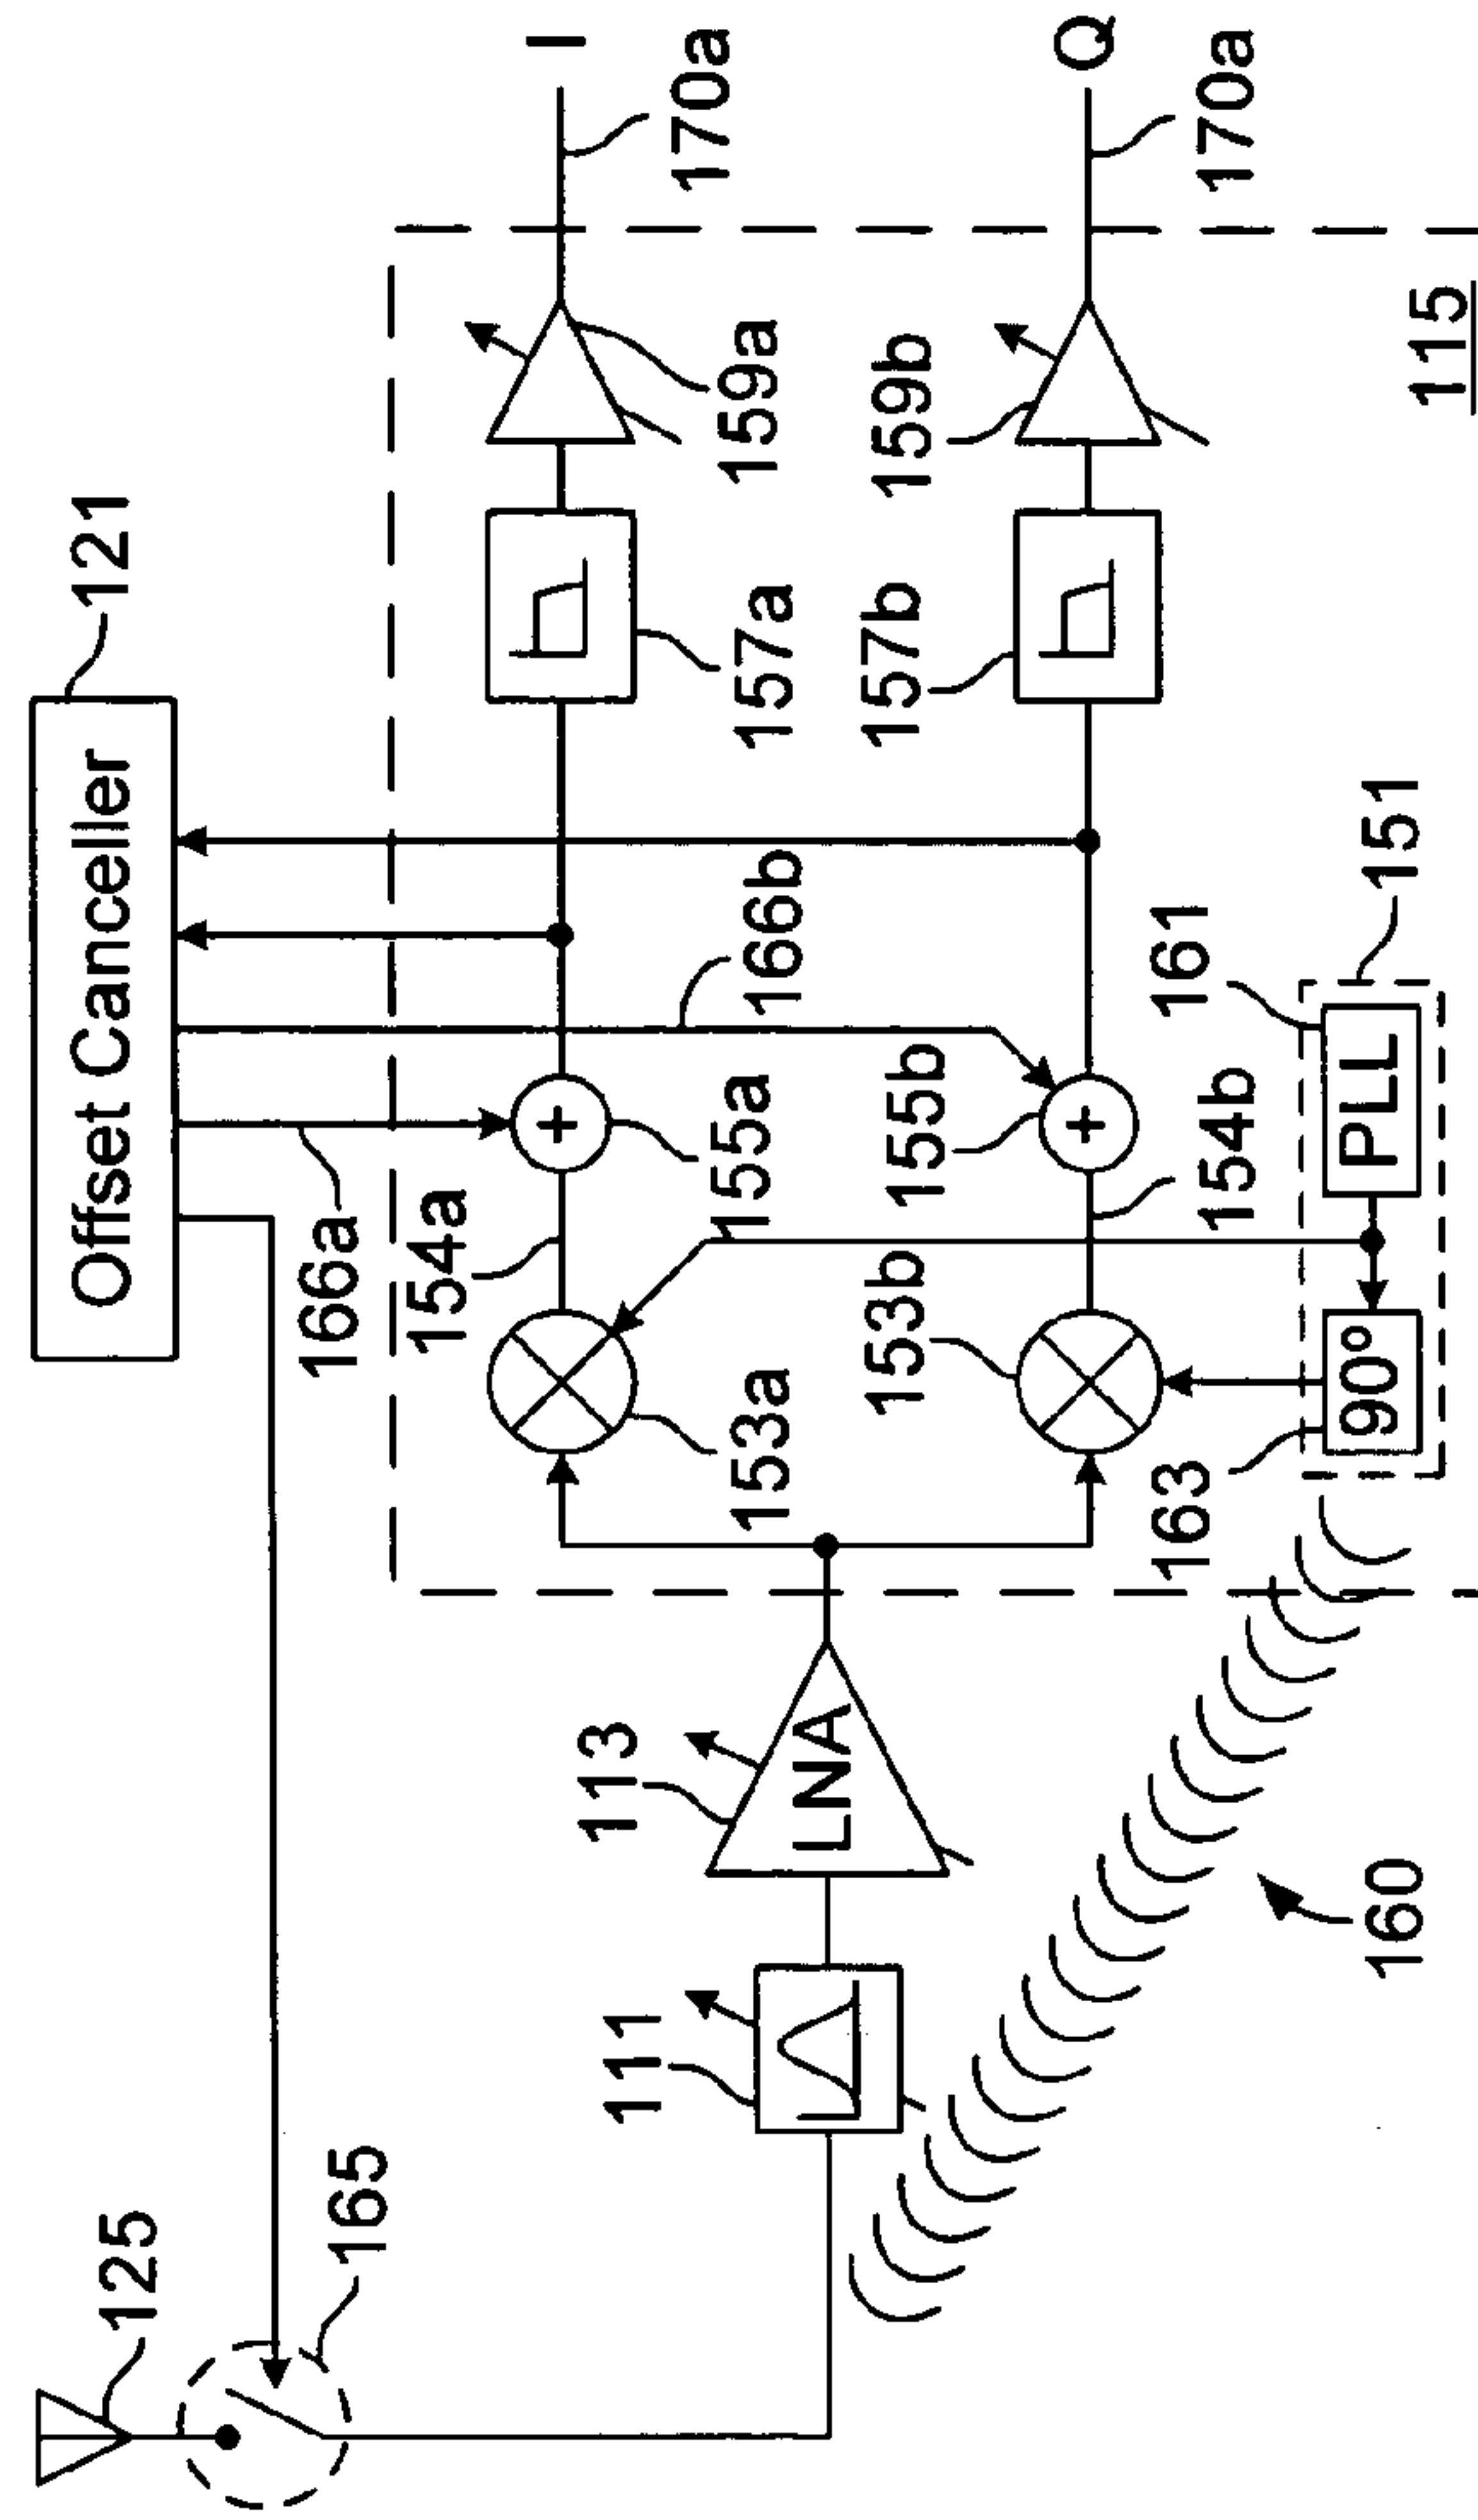 125
165
Offset Canceller
121
166a
154a
155a
166b
I
170a
111
113
LNA
153a
157a
159a
153b
155b
157b
159b
Q
170a
163
154b
161
90°
PLL
151
160
115